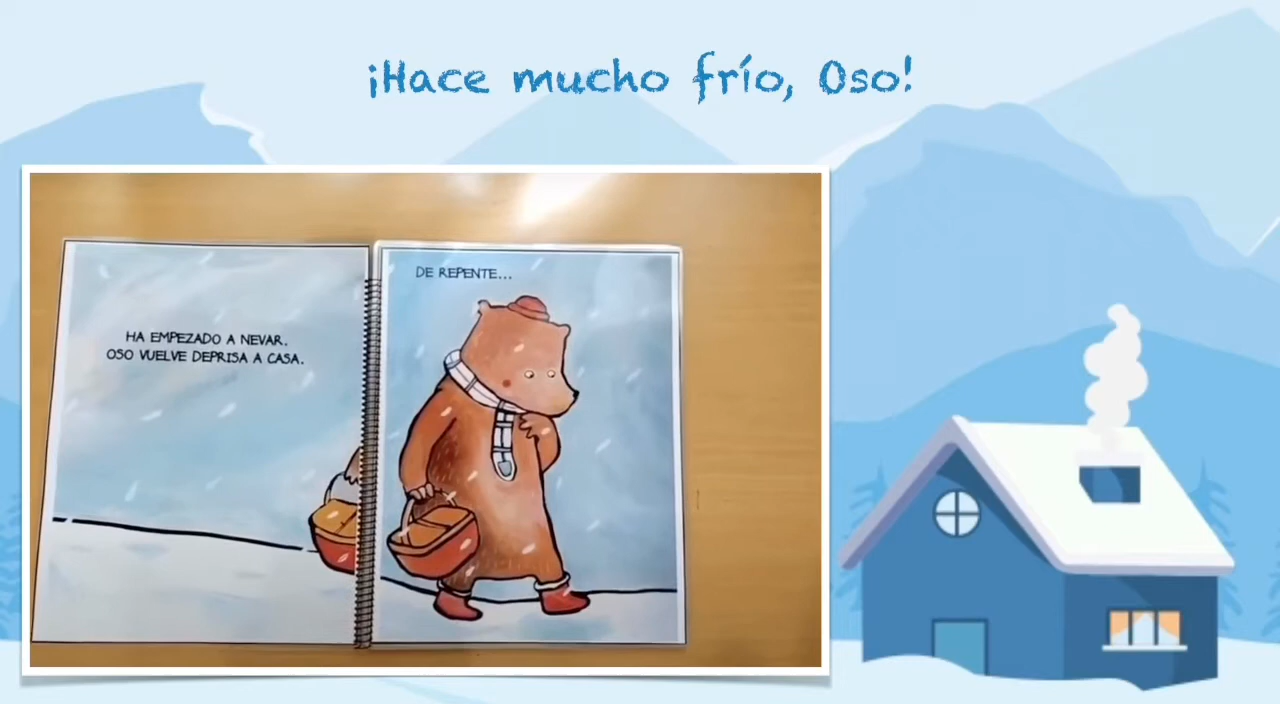 ¡Hace mucho frío, Oso!
HA EMPEZADO A NEVAR.
OSO VUELVE DEPRISA A CASA.
DE REPENTE...